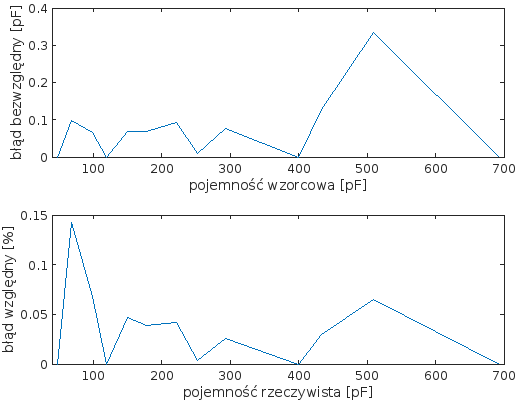 0.4
0.3
0.2
0.1
0
błąd bezwzględny [pF]
100 200 300 400 500 600 700
pojemność wzorcowa [pF]
0.15
0.1
0.05
0
błąd względny [%]
100 200 300 400 500 600 700
pojemność rzeczywista [pF]